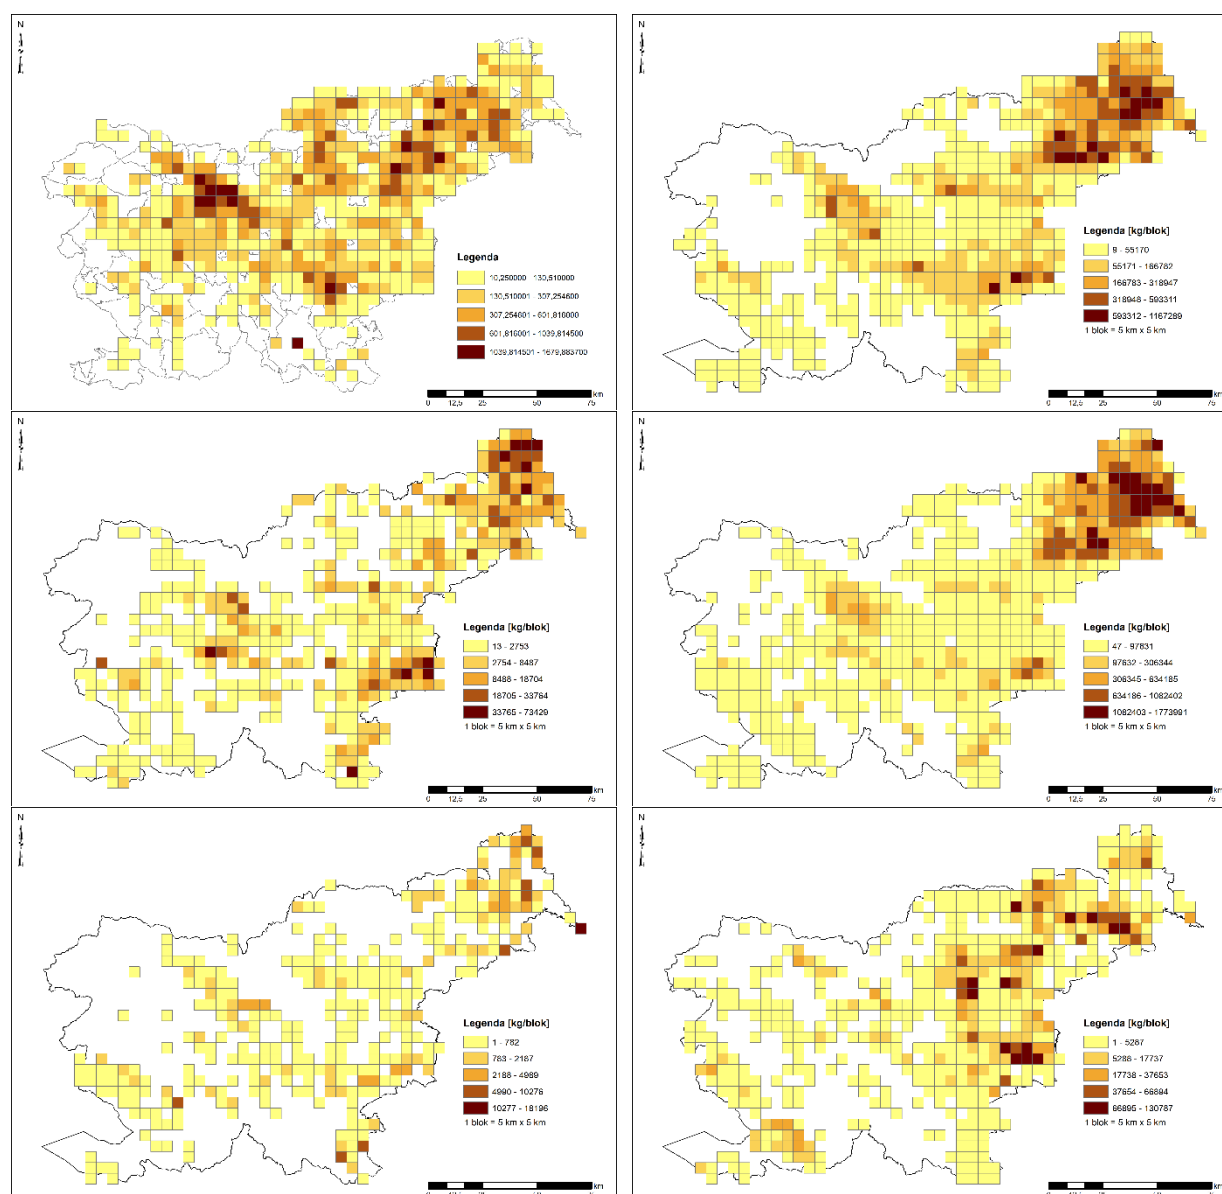 N
Legenda
10,250000 - 130,510000
130,510001 - 307,254600
307,254601 - 601,816000
601,816001 - 1039,814500
1039,814501 - 1679,883700
km
0 12,5 25 50 75
N
Legenda [kg/blok]
8 - 55170
55171 - 166782
166783 - 318947
318948 - 593311
593312 - 1167289
1 blok = 5 km x 5 km
km
0 12,5 25 50 75
N
Legenda [kg/blok]
13 - 2753
2754 - 8487
8488 - 18704
18705 - 33764
33765 - 73429
1 blok = 5 km x 5 km
km
0 12,5 25 50 75
N
Legenda [kg/blok]
47 - 97831
97832 - 306344
306345 - 634185
634186 - 1082402
1082403 - 1773991
1 blok = 5 km x 5 km
km
0 12,5 25 50 75
N
Legenda [kg/blok]
1 - 782
783 - 2187
2188 - 4989
4990 - 10276
10277 - 18196
1 blok = 5 km x 5 km
km
N
Legenda [kg/blok]
1 - 5287
5288 - 17737
17738 - 37653
37654 - 66894
66895 - 130787
1 blok = 5 km x 5 km
km